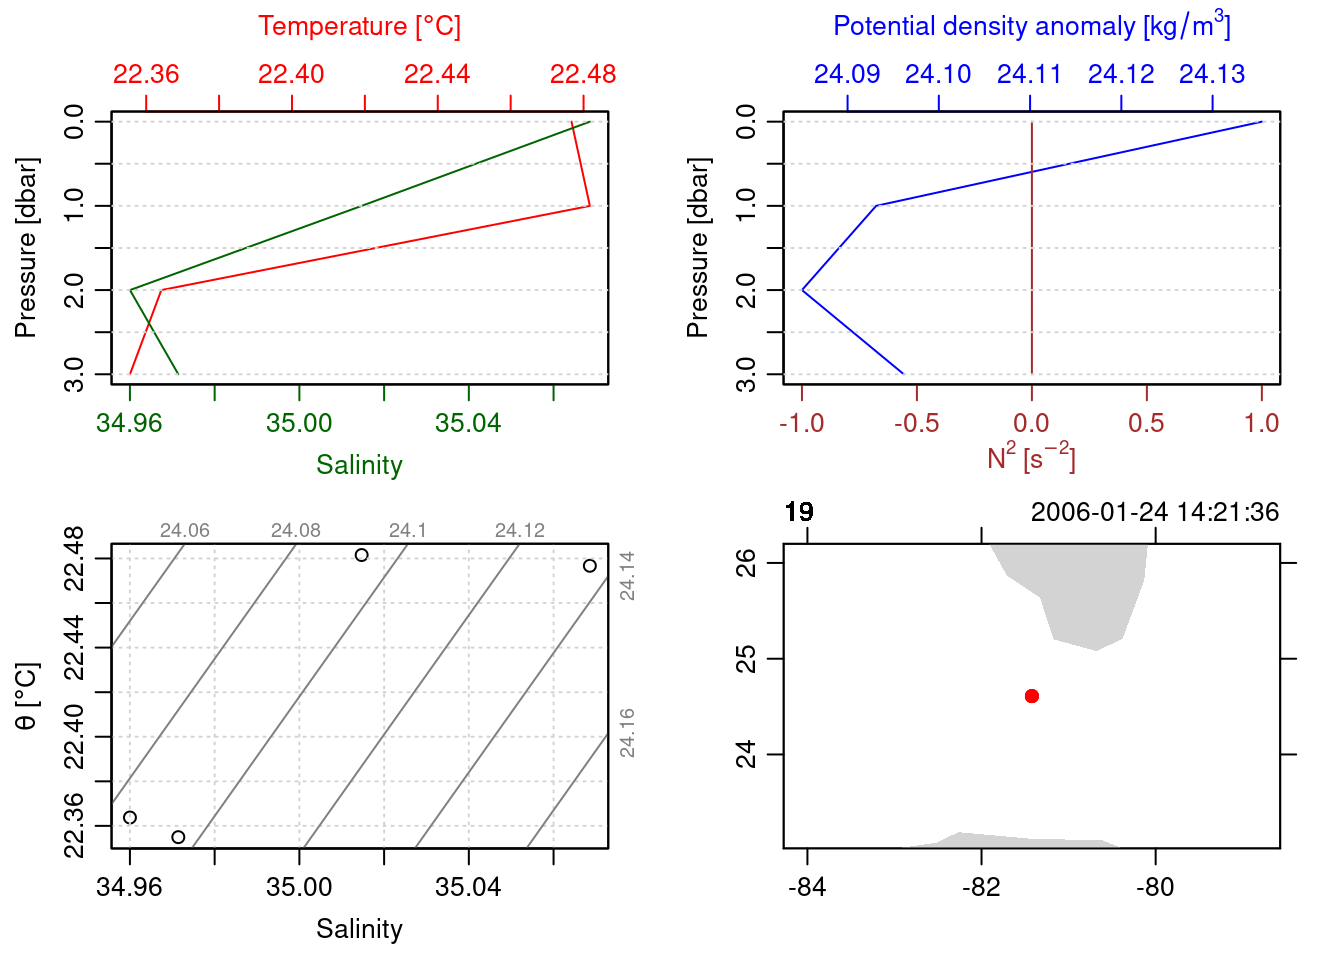 Temperature [°C]
22.36 22.40 22.44 22.48
Pressure [dbar]
0.0 1.0 2.0 3.0
34.96 35.00 35.04
Salinity
Potential density anomaly [kg/m³]
24.09 24.10 24.11 24.12 24.13
Pressure [dbar]
0.0 1.0 2.0 3.0
-1.0 -0.5 0.0 0.5 1.0
N² [s⁻²]
24.06 24.08 24.1 24.12
24.14
24.16
θ [°C]
22.36 22.40 22.44 22.48
34.96 35.00 35.04
Salinity
19 2006-01-24 14:21:36
26
25
24
-84 -82 -80